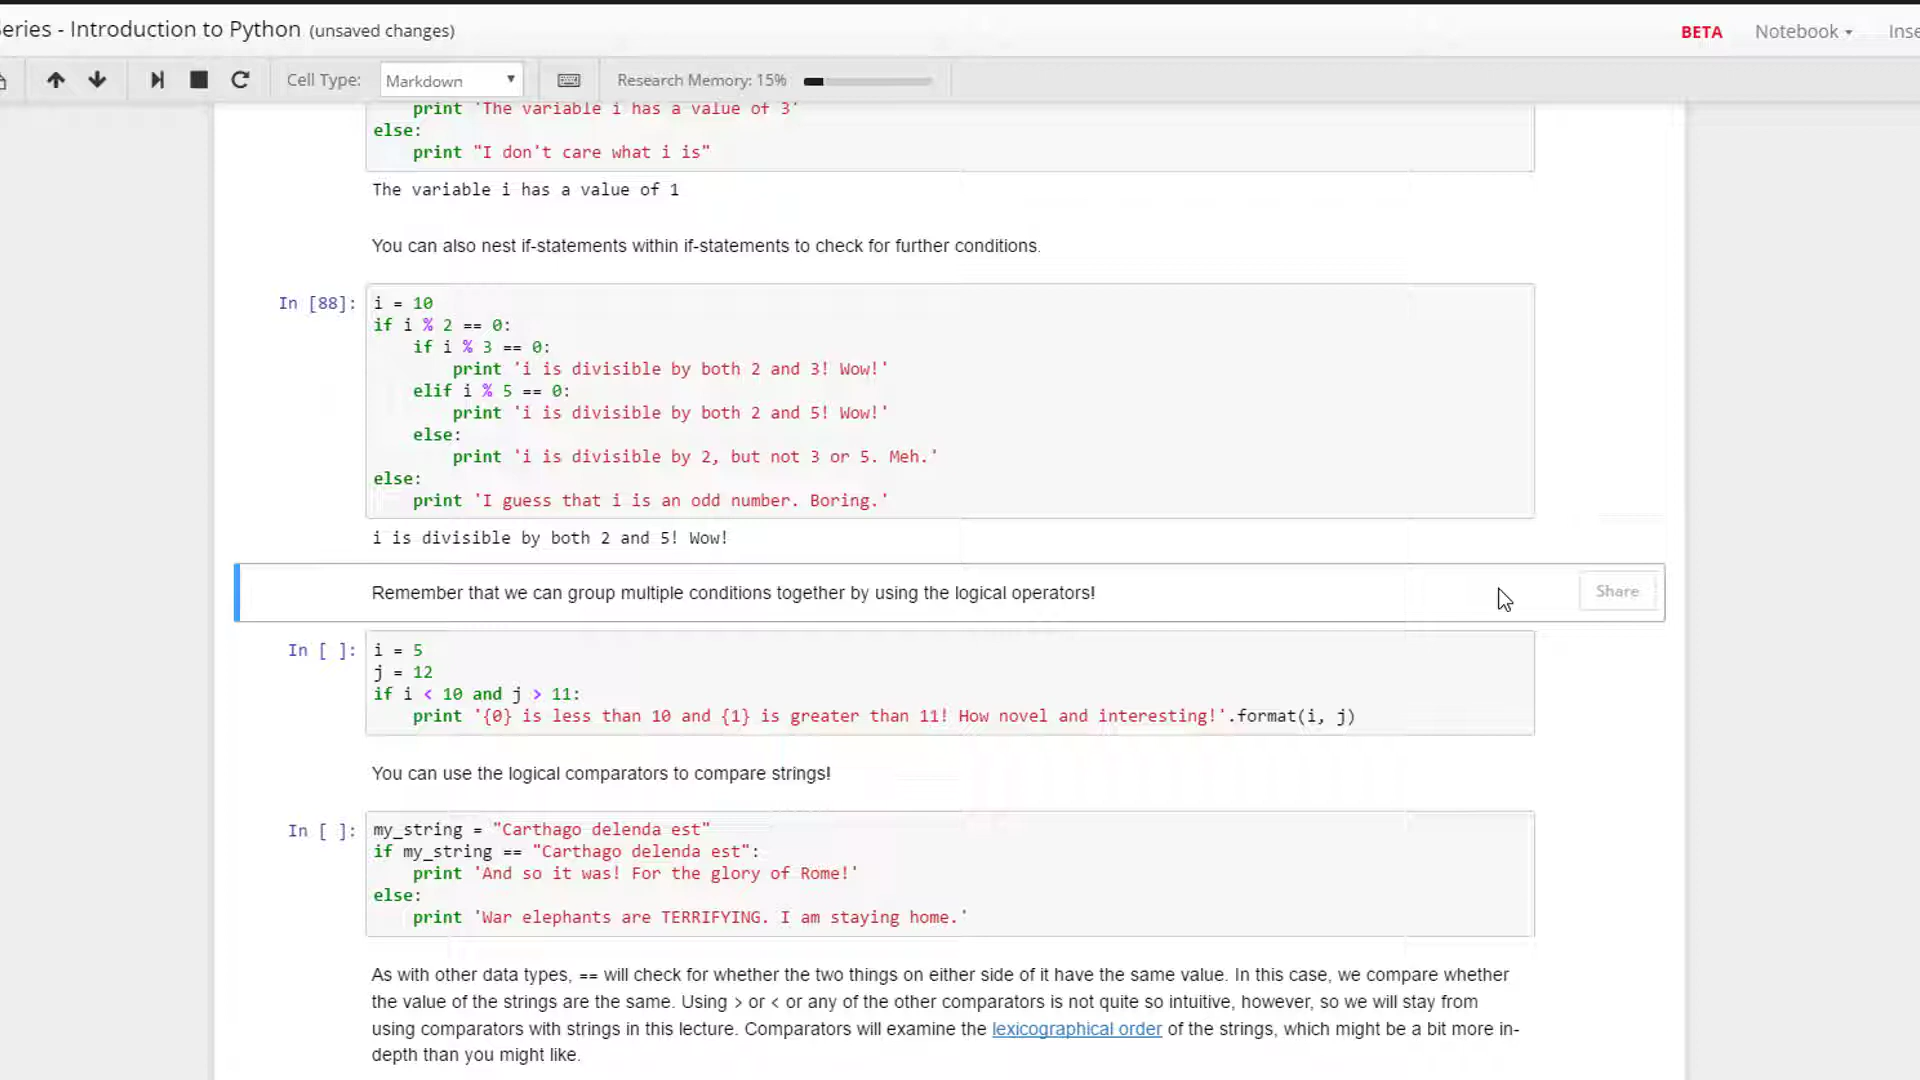 eries - Introduction to Python (unsaved changes)
BETA Notebook Inse
Cell Type: Markdown Research Memory: 15%
print 'The variable i has a value of 3'
else:
print "I don't care what i is"
The variable i has a value of 1
You can also nest if-statements within if-statements to check for further conditions.
In [88]: i = 10
if i % 2 == 0:
if i % 3 == 0:
print 'i is divisible by both 2 and 3! Wow!'
elif i % 5 == 0:
print 'i is divisible by both 2 and 5! Wow!'
else:
print 'i is divisible by 2, but not 3 or 5. Meh.'
else:
print 'I guess that i is an odd number. Boring.'
i is divisible by both 2 and 5! Wow!
Remember that we can group multiple conditions together by using the logical operators!
Share
In [ ]: i = 5
j = 12
if i < 10 and j > 11:
print '{0} is less than 10 and {1} is greater than 11! How novel and interesting!'.format(i, j)
You can use the logical comparators to compare strings!
In [ ]: my_string = "Carthago delenda est"
if my_string == "Carthago delenda est":
print 'And so it was! For the glory of Rome!'
else:
print 'War elephants are TERRIFYING. I am staying home.'
As with other data types, == will check for whether the two things on either side of it have the same value. In this case, we compare whether
the value of the strings are the same. Using > or < or any of the other comparators is not quite so intuitive, however, so we will stay from
using comparators with strings in this lecture. Comparators will examine the lexicographical order of the strings, which might be a bit more in-
depth than you might like.